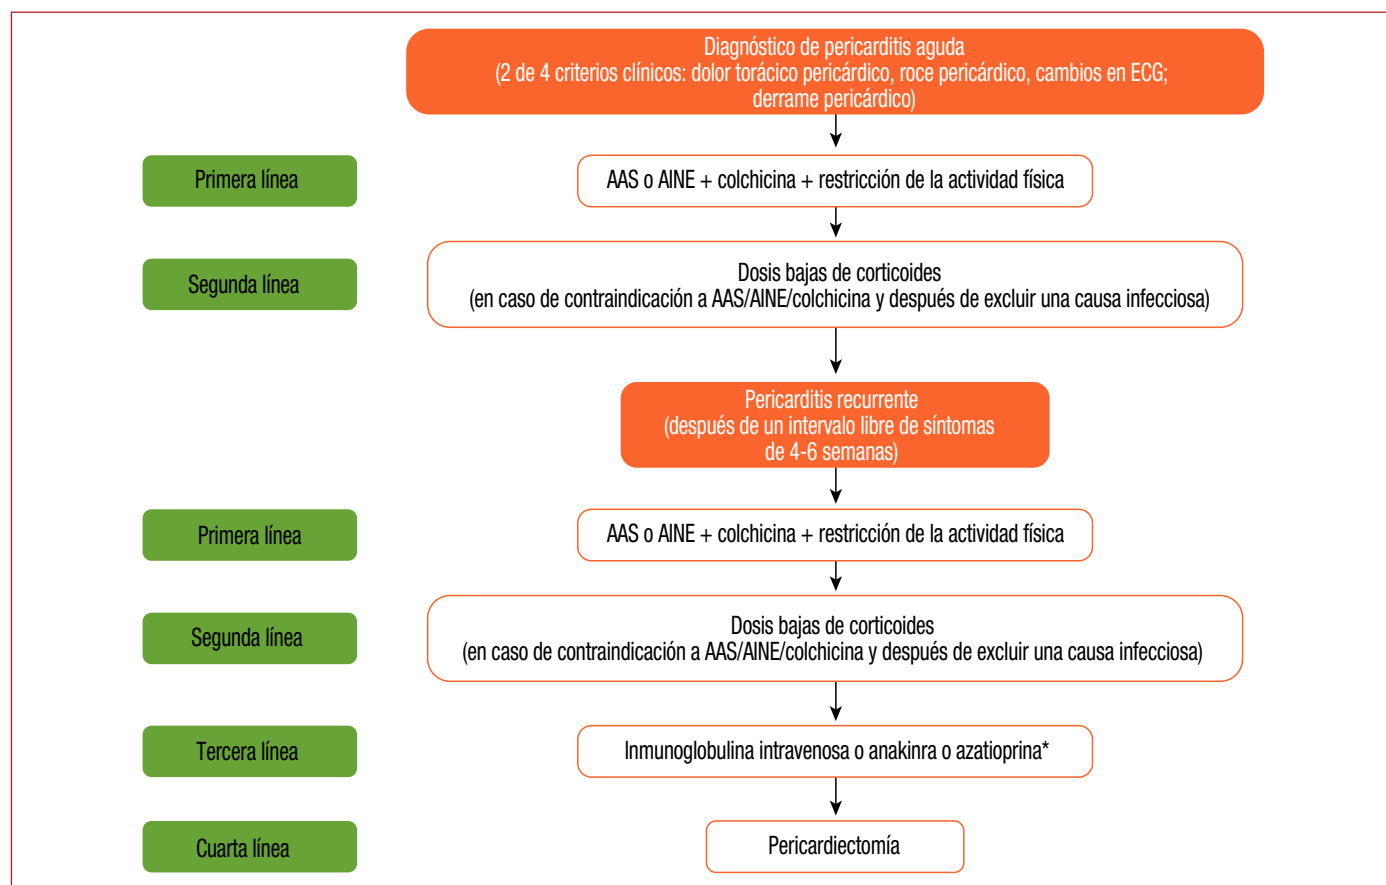 Diagnóstico de pericarditis aguda
(2 de 4 criterios clínicos: dolor torácico pericárdico, roce pericárdico, cambios en ECG;
derrame pericárdico)
Primera línea
AAS o AINE + colchicina + restricción de la actividad física
Segunda línea
Dosis bajas de corticoides
(en caso de contraindicación a AAS/AINE/colchicina y después de excluir una causa infecciosa)
Pericarditis recurrente
(después de un intervalo libre de síntomas
de 4-6 semanas)
Primera línea
AAS o AINE + colchicina + restricción de la actividad física
Segunda línea
Dosis bajas de corticoides
(en caso de contraindicación a AAS/AINE/colchicina y después de excluir una causa infecciosa)
Tercera línea
Inmunoglobulina intravenosa o anakinra o azatioprina*
Cuarta línea
Pericardiectomía